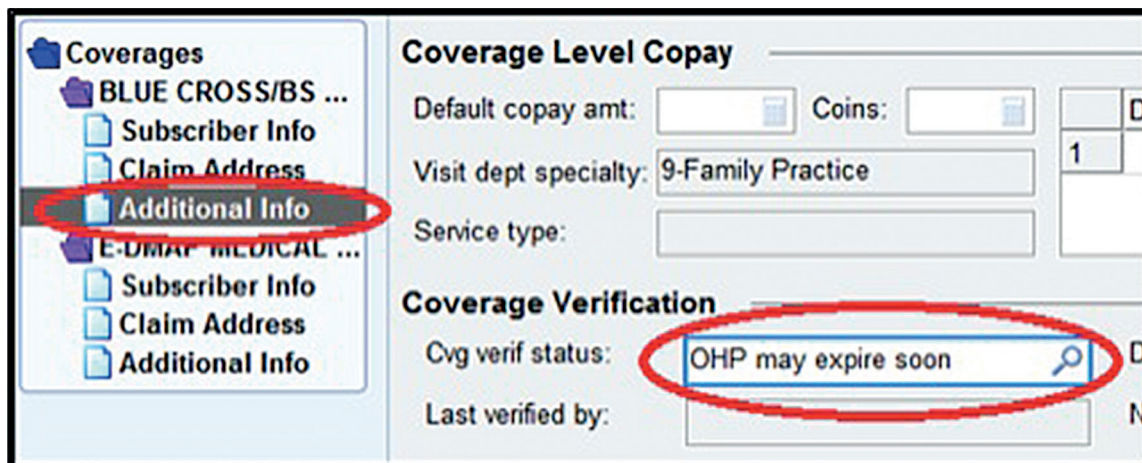 Coverages
BLUE CROSS/BS ...
Subscriber Info
Claim Address
Additional Info
E-DMAP MEDICAL ...
Subscriber Info
Claim Address
Additional Info
Coverage Level Copay
Default copay amt:
Coins:
D
1
Visit dept specialty: 9-Family Practice
Service type:
Coverage Verification
Cvg verif status: OHP may expire soon
D
Last verified by:
N